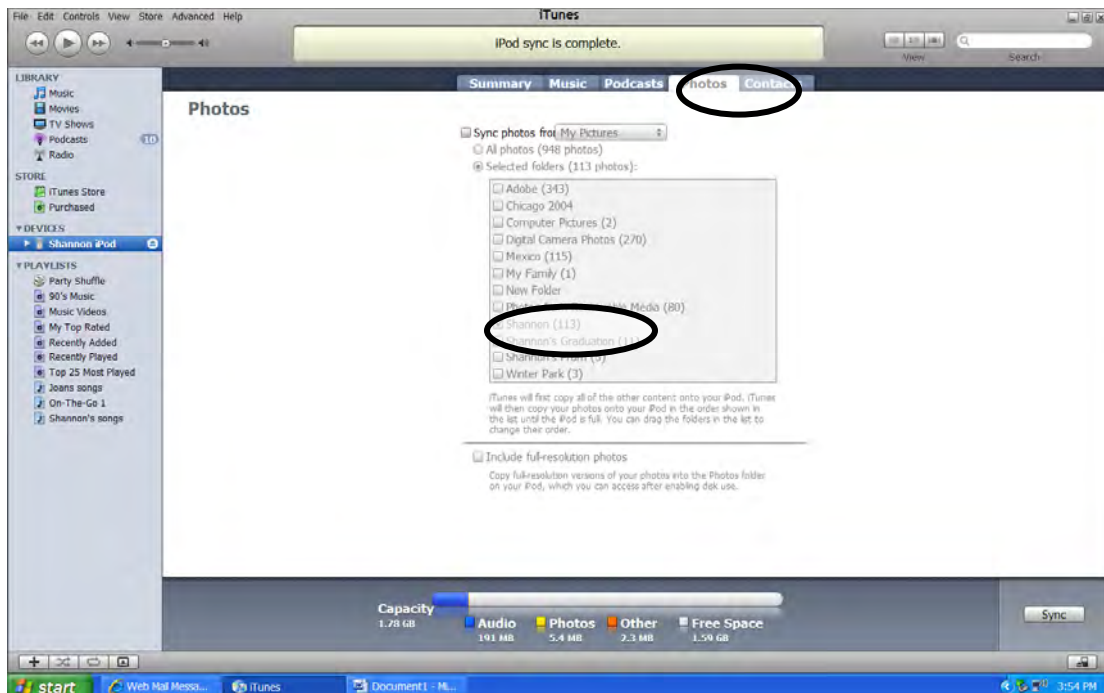 File Edit Controls View Store Advanced Help
iTunes
iPod sync is complete.
View
Search
LIBRARY
Music
Movies
TV Shows
Podcasts 10
Radio
STORE
iTunes Store
Purchased
DEVICES
Shannon iPod
PLAYLISTS
Party Shuffle
90's Music
Music Videos
My Top Rated
Recently Added
Recently Played
Top 25 Most Played
Joans songs
On-The-Go 1
Shannon's songs
Summary Music Podcasts Photos
Photos
Sync photos from My Pictures
All photos (948 photos)
Selected folders (113 photos):
Adobe (343)
Chicago 2004
Computer Pictures (2)
Digital Camera Photos (270)
Mexico (115)
My Family (1)
New Folder
Media (80)
Shannon (113)
Shannon's Graduation
Shannon's Prom
Winter Park (3)
iTunes will first copy all of the other content onto your iPod. iTunes
will then copy your photos onto your iPod in the order shown in
the list until the iPod is full. You can drag the folders in the list to
change their order.
Include full-resolution photos
Copy full-resolution versions of your photos into the Photos folder
on your iPod, which you can access after enabling disk use.
Capacity
1.78 GB
Audio
191 MB
Photos
5.4 MB
Other
2.3 MB
Free Space
1.59 GB
Sync
start
Web Mail Messa...
iTunes
Document1 - Mi...
3:54 PM